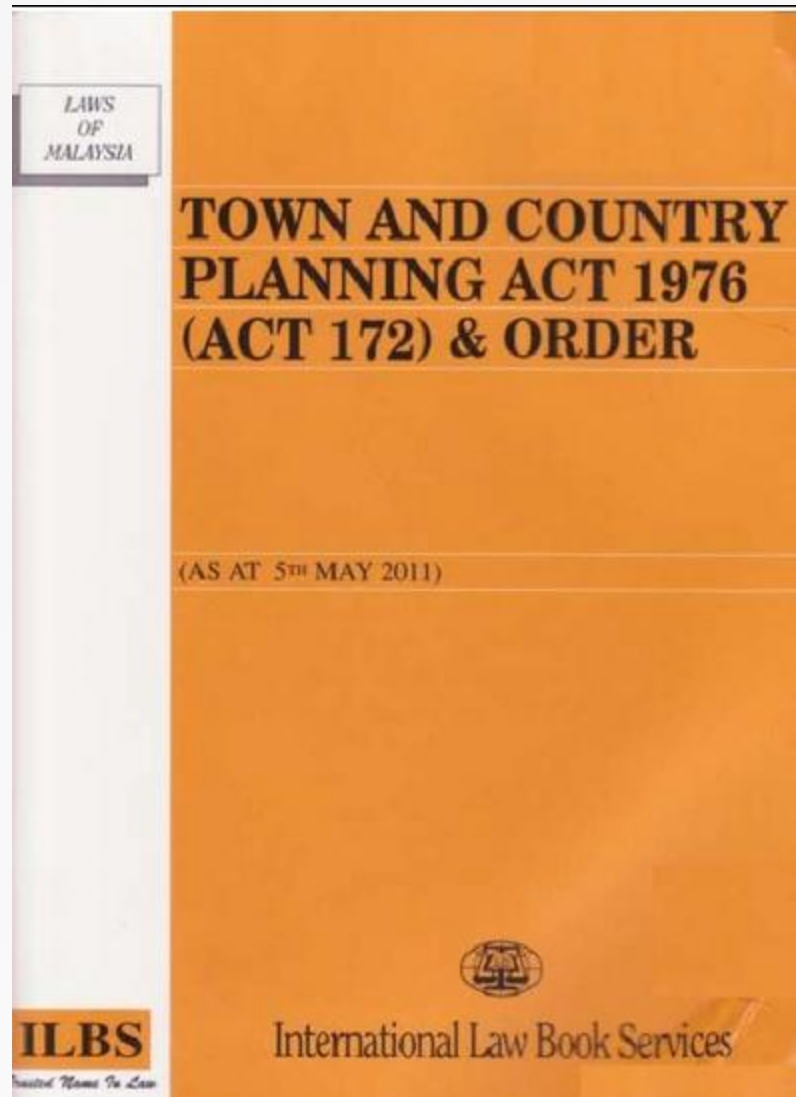 LAWS
OF
MALAYSIA
TOWN AND COUNTRY
PLANNING ACT 1976
(ACT 172) & ORDER
(AS AT 5TH MAY 2011)
ILBS
Trusted Name In Law
International Law Book Services